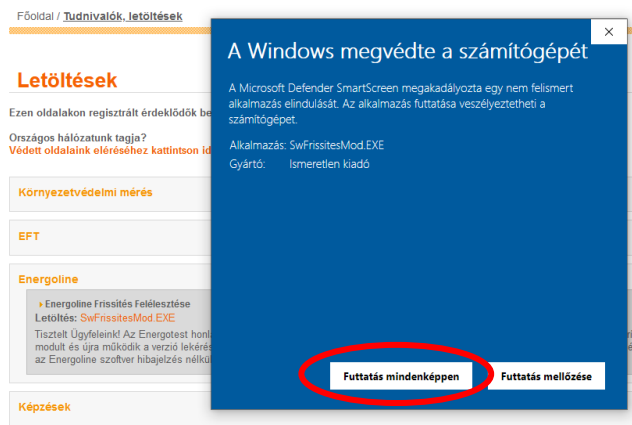 Főoldal / Tudnivalók, letöltések
Letöltések
Ezen oldalakon regisztrált érdeklődők be
Országos hálózatunk tagja?
Védett oldalaink eléréséhez kattintson id
Környezetvédelmi mérés
EFT
Energoline
Energoline Frissítés Felélesztése
Letöltés: SwFrissitesMod.EXE
Tisztelt Ügyfeleink! Az Energotest honl
modult és újra működik a verzió lekérés
az Energoline szoftver hibajelzés nélkül
Képzések
A Windows megvédte a számítógépét
A Microsoft Defender SmartScreen megakadályozta egy nem felismert
alkalmazás elindulását. Az alkalmazás futtatása veszélyeztetheti a
számítógépet.
Alkalmazás: SwFrissitesMod.EXE
Gyártó: Ismeretlen kiadó
Futtatás mindenképpen
Futtatás mellőzése